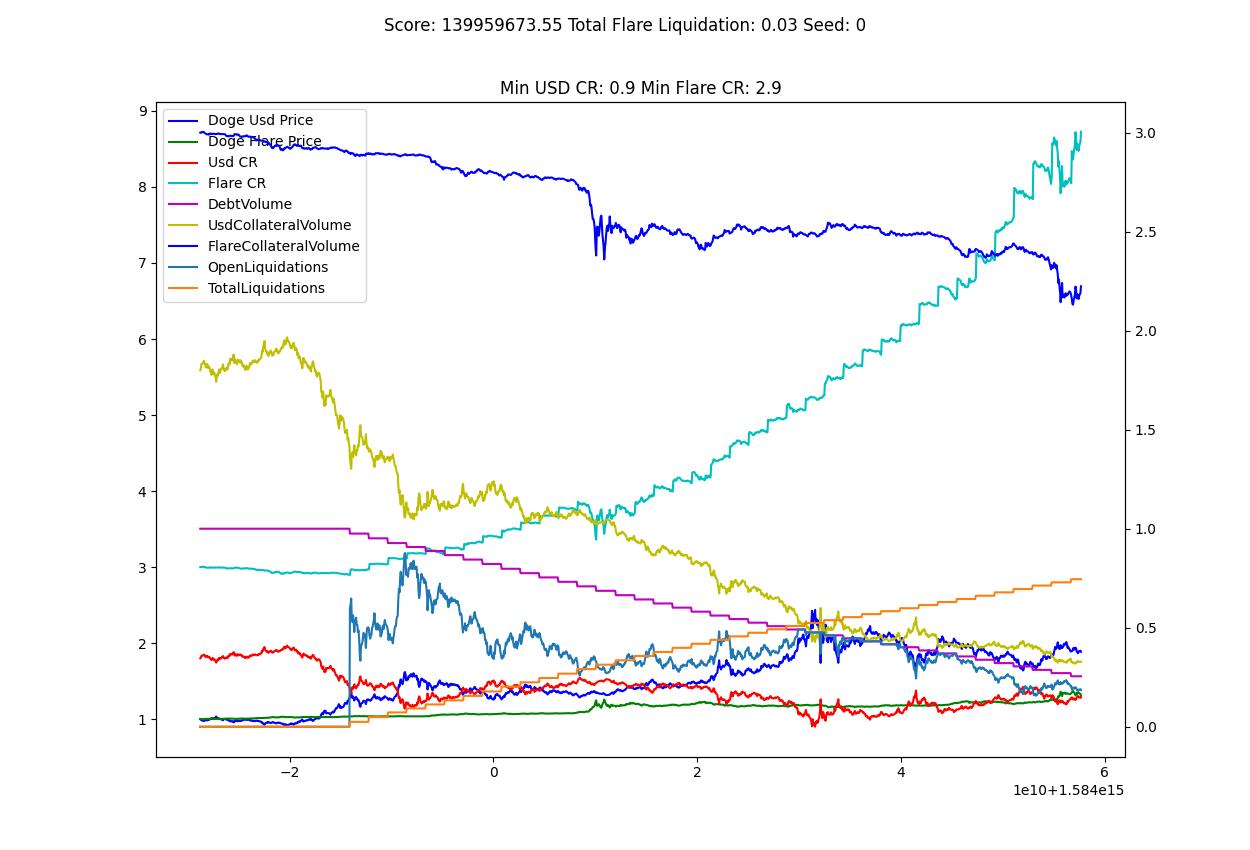 Score: 139959673.55 Total Flare Liquidation: 0.03 Seed: 0
Min USD CR: 0.9 Min Flare CR: 2.9
Doge Usd Price
Doge Flare Price
Usd CR
Flare CR
DebtVolume
UsdCollateralVolume
FlareCollateralVolume
OpenLiquidations
TotalLiquidations
9
8
7
6
5
4
3
2
1
3.0
2.5
2.0
1.5
1.0
0.5
0.0
−2
0
2
4
6
1e10+1.584e15